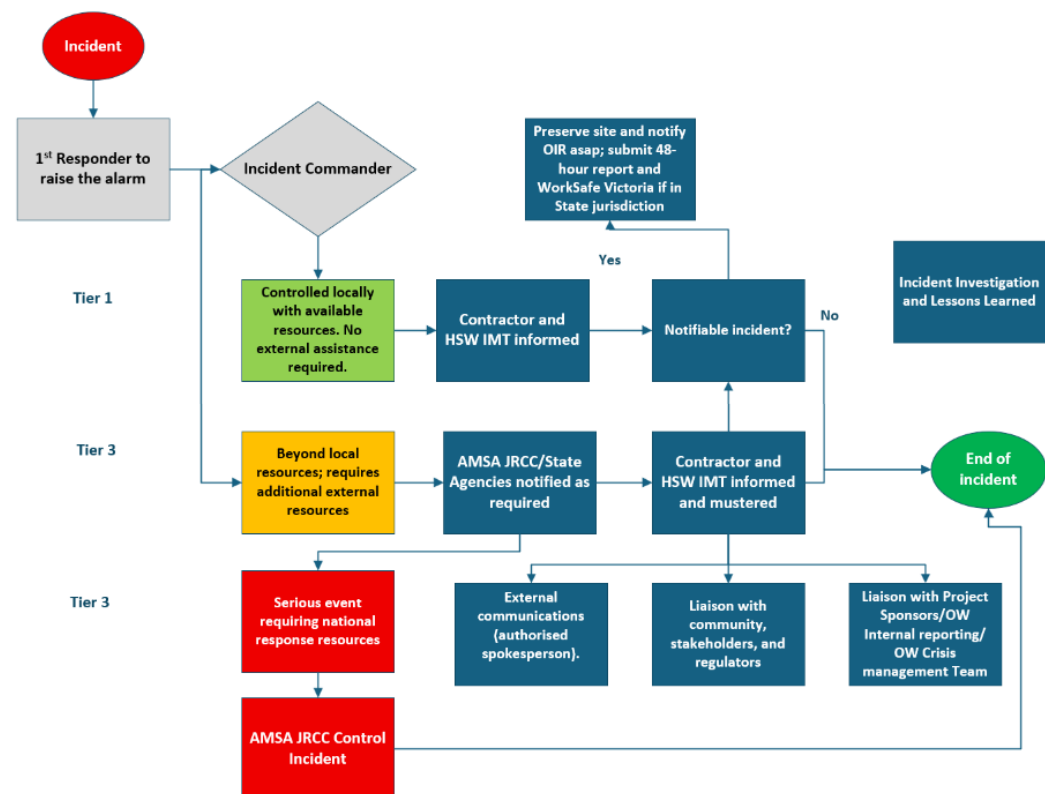 Incident
1st Responder to
raise the alarm
Incident Commander
Preserve site and notify
OIR asap; submit 48-
hour report and
WorkSafe Victoria if in
State jurisdiction
Yes
Tier 1
Controlled locally
with available
resources. No
external assistance
required.
Contractor and
HSW IMT informed
Notifiable incident?
No
Incident Investigation
and Lessons Learned
Tier 3
Beyond local
resources; requires
additional external
resources
AMSA JRCC/State
Agencies notified as
required
Contractor and
HSW IMT informed
and mustered
End of
incident
Tier 3
Serious event
requiring national
response resources
External
communications
(authorised
spokesperson).
Liaison with
community,
stakeholders, and
regulators
Liaison with Project
Sponsors/OW
Internal reporting/
OW Crisis
management Team
AMSA JRCC Control
Incident